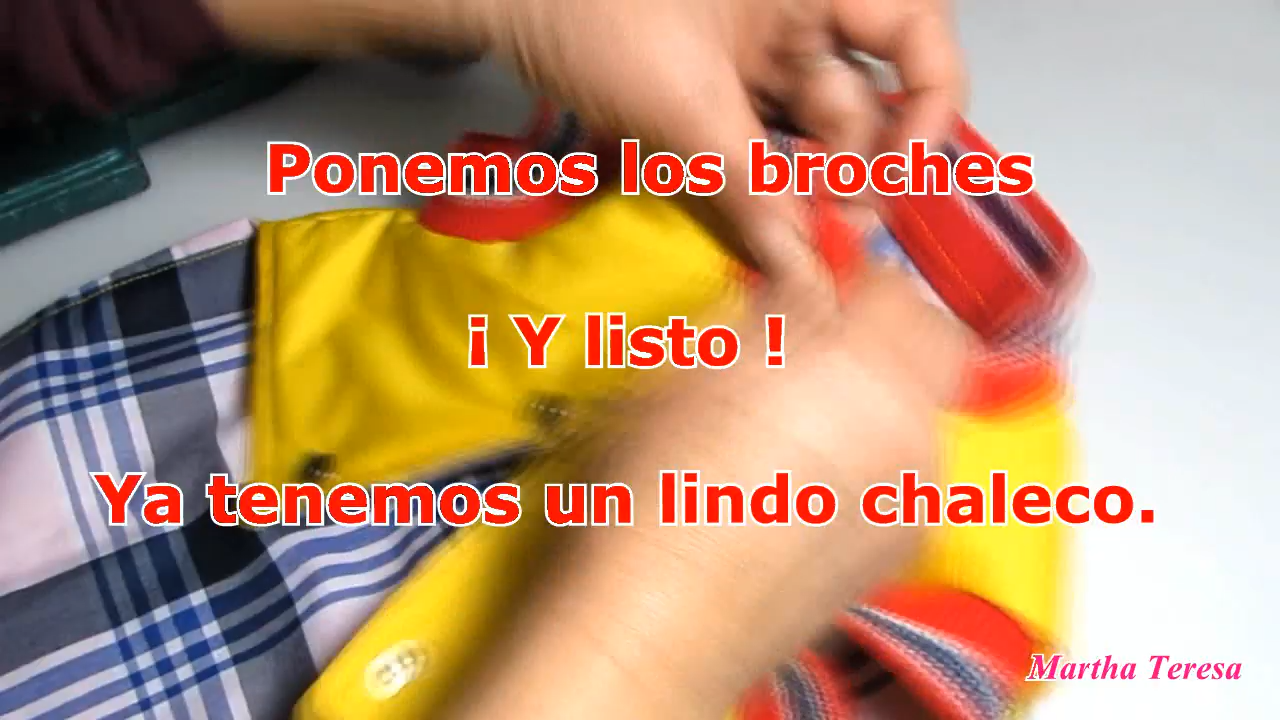 Ponemos los broches
¡ Y listo !
Ya tenemos un lindo chaleco.
Martha Teresa